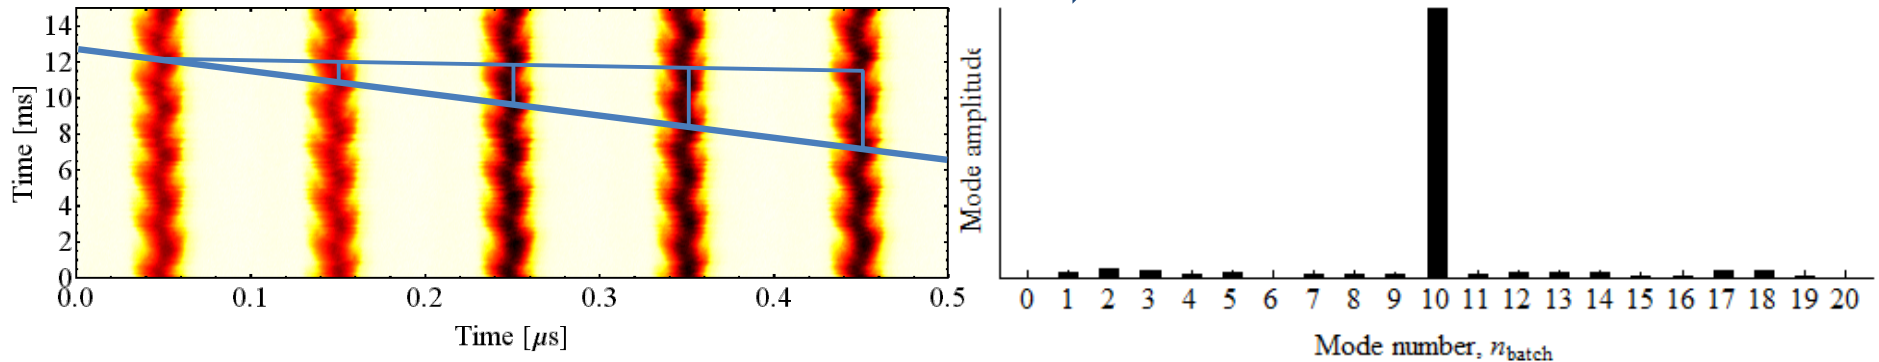 14
12
10
8
6
4
2
0
Time [ms]
0.0 0.1 0.2 0.3 0.4 0.5
Time [μs]
Mode amplitude
0 1 2 3 4 5 6 7 8 9 10 11 12 13 14 15 16 17 18 19 20
Mode number, nbatch